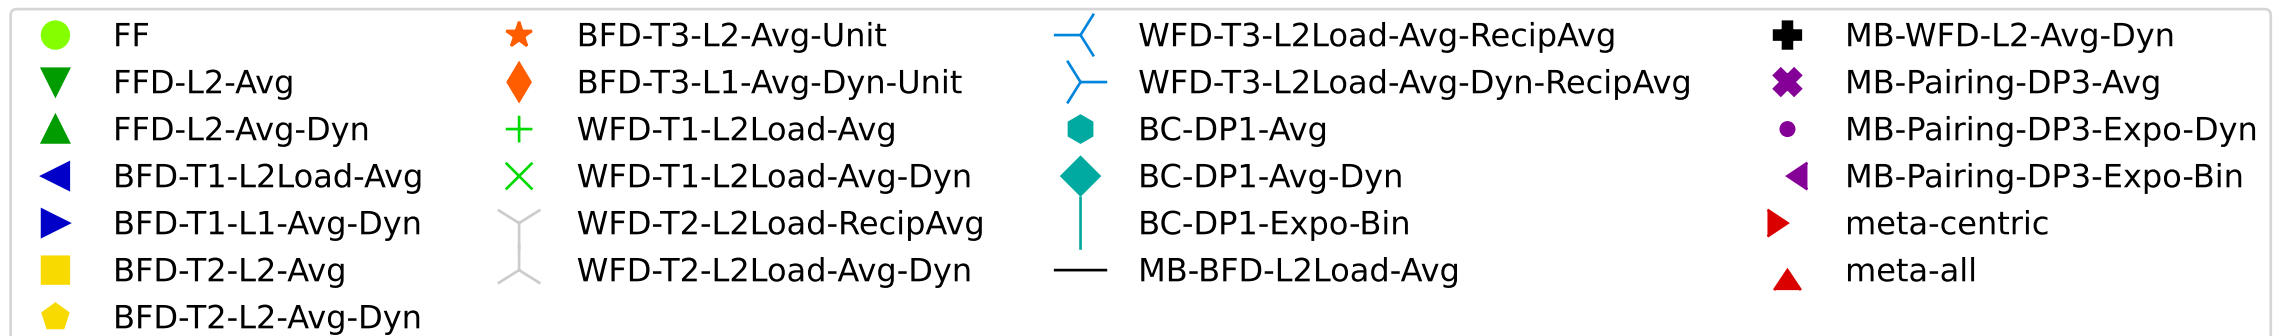 FF
FFD-L2-Avg
FFD-L2-Avg-Dyn
BFD-T1-L2Load-Avg
BFD-T1-L1-Avg-Dyn
BFD-T2-L2-Avg
BFD-T2-L2-Avg-Dyn
BFD-T3-L2-Avg-Unit
BFD-T3-L1-Avg-Dyn-Unit
WFD-T1-L2Load-Avg
WFD-T1-L2Load-Avg-Dyn
WFD-T2-L2Load-RecipAvg
WFD-T2-L2Load-Avg-Dyn
WFD-T3-L2Load-Avg-RecipAvg
WFD-T3-L2Load-Avg-Dyn-RecipAvg
BC-DP1-Avg
BC-DP1-Avg-Dyn
BC-DP1-Expo-Bin
MB-BFD-L2Load-Avg
MB-WFD-L2-Avg-Dyn
MB-Pairing-DP3-Avg
MB-Pairing-DP3-Expo-Dyn
MB-Pairing-DP3-Expo-Bin
meta-centric
meta-all